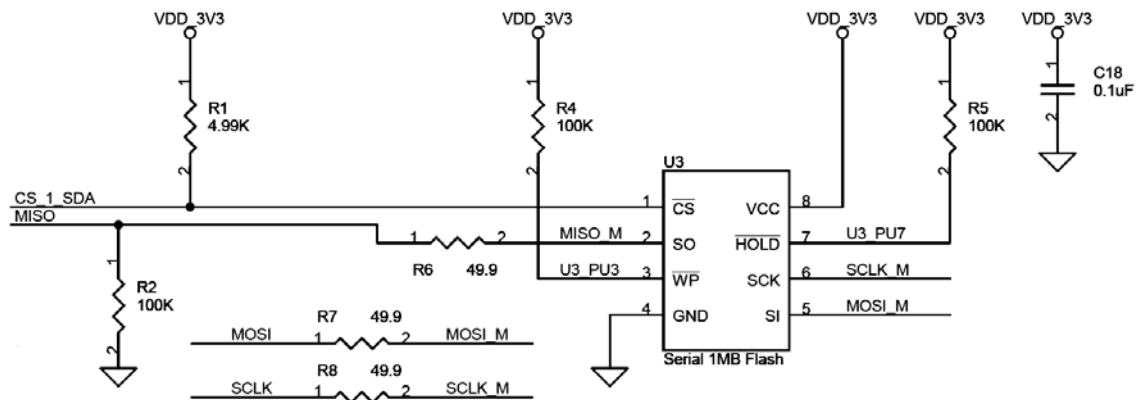 VDD_3V3
VDD_3V3
VDD_3V3
VDD_3V3
VDD_3V3
1
R1
4.99K
2
1
R4
100K
2
1
R5
100K
2
1
C18
0.1uF
2
U3
CS_1_SDA
1
CS
VCC
8
MISO
1
2
MISO_M
2
SO
HOLD
7
U3_PU7
R6
49.9
U3_PU3
3
WP
SCK
6
SCLK_M
1
R2
100K
2
4
GND
SI
5
MOSI_M
R7
49.9
MOSI
1
2
MOSI_M
Serial 1MB Flash
R8
49.9
SCLK
1
2
SCLK_M